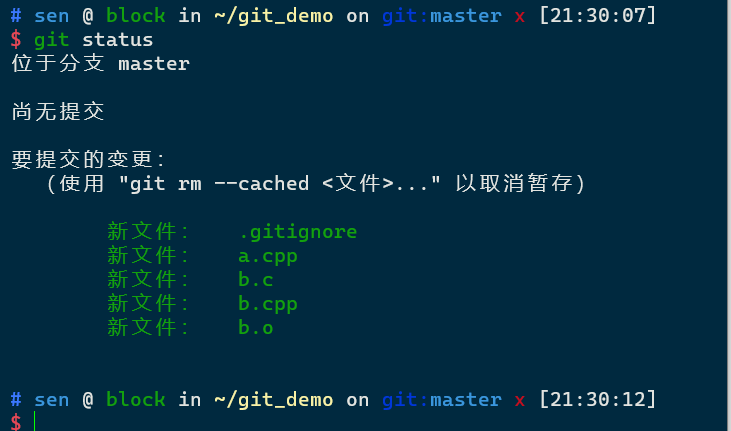 # sen @ block in ~/git_demo on git:master x [21:30:07]
$ git status
位于分支 master
尚无提交
要提交的变更：
（使用 "git rm --cached <文件>..." 以取消暂存）
新文件： .gitignore
新文件： a.cpp
新文件： b.c
新文件： b.cpp
新文件： b.o
# sen @ block in ~/git_demo on git:master x [21:30:12]
$